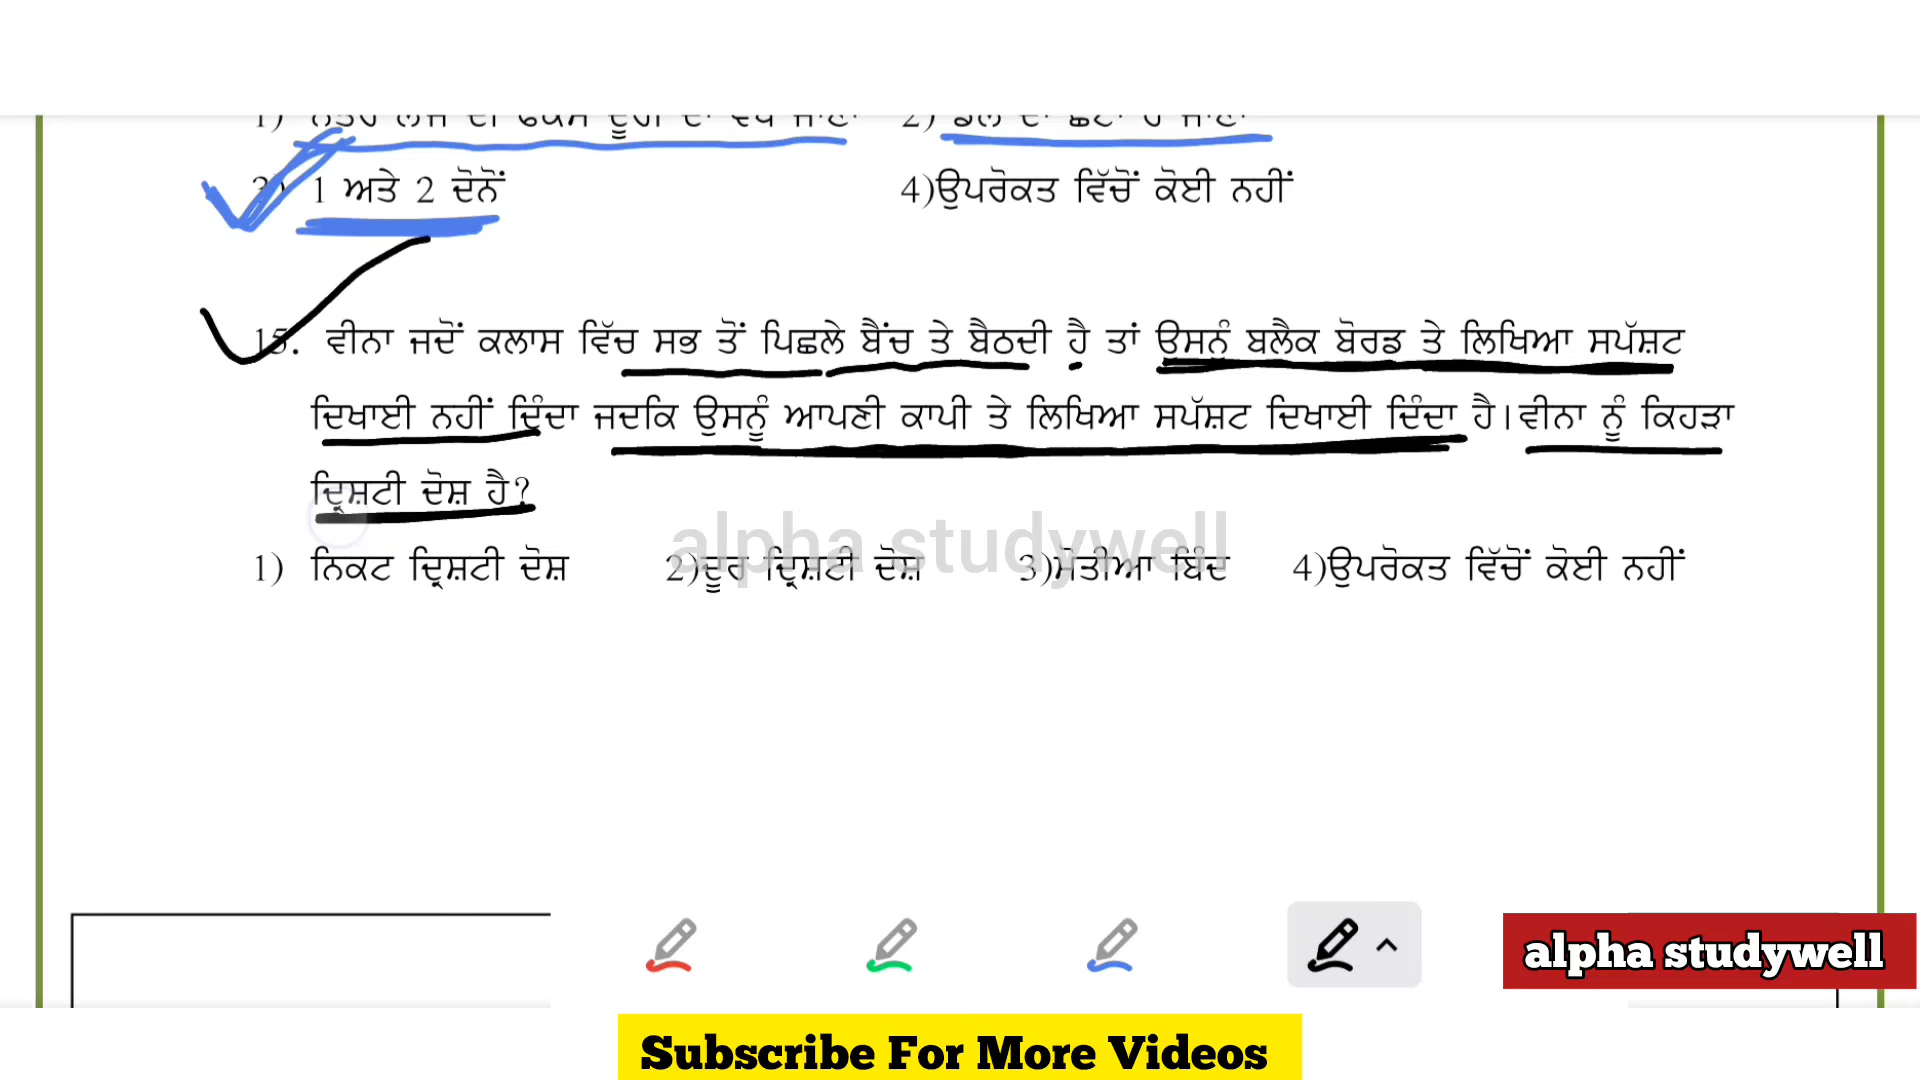 3) 1 ਅਤੇ 2 ਦੋਨੋਂ 4)ਉਪਰੋਕਤ ਵਿੱਚੋਂ ਕੋਈ ਨਹੀਂ
15. ਵੀਨਾ ਜਦੋਂ ਕਲਾਸ ਵਿੱਚ ਸਭ ਤੋਂ ਪਿਛਲੇ ਬੈਂਚ ਤੇ ਬੈਠਦੀ ਹੈ ਤਾਂ ਉਸਨੂੰ ਬਲੈਕ ਬੋਰਡ ਤੇ ਲਿਖਿਆ ਸਪੱਸ਼ਟ
ਦਿਖਾਈ ਨਹੀਂ ਦਿੰਦਾ ਜਦਕਿ ਉਸਨੂੰ ਆਪਣੀ ਕਾਪੀ ਤੇ ਲਿਖਿਆ ਸਪੱਸ਼ਟ ਦਿਖਾਈ ਦਿੰਦਾ ਹੈ।ਵੀਨਾ ਨੂੰ ਕਿਹੜਾ
ਦ੍ਰਿਸ਼ਟੀ ਦੋਸ਼ ਹੈ?
alpha studywell
1) ਨਿਕਟ ਦ੍ਰਿਸ਼ਟੀ ਦੋਸ਼ 2)ਦੂਰ ਦ੍ਰਿਸ਼ਟੀ ਦੋਸ਼ 3)ਮੋਤੀਆ ਬਿੰਦ 4)ਉਪਰੋਕਤ ਵਿੱਚੋਂ ਕੋਈ ਨਹੀਂ
alpha studywell
Subscribe For More Videos